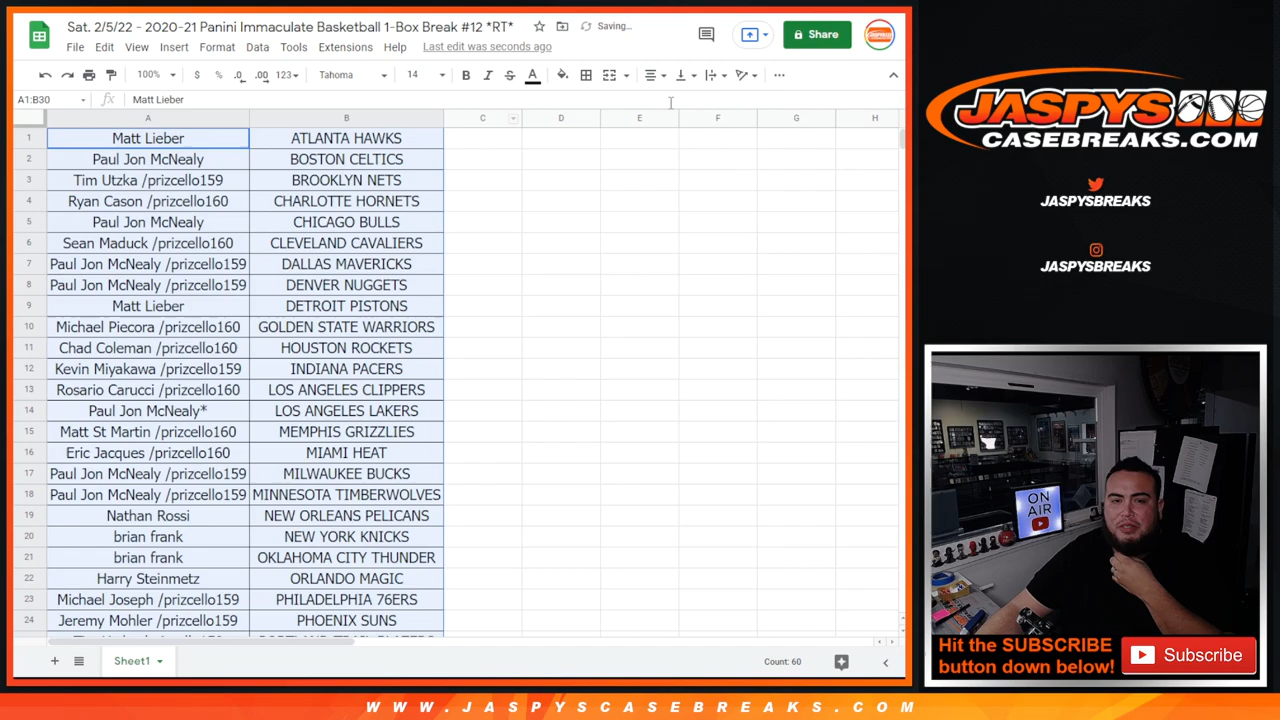 Sat. 2/5/22 - 2020-21 Panini Immaculate Basketball 1-Box Break #12 *RT*
Saving...
File Edit View Insert Format Data Tools Extensions Help Last edit was seconds ago
Share
100% $ % .0 .00 123 Tahoma 14 B I S A
A1:B30 fx Matt Lieber
A B C D E F G H
1 Matt Lieber ATLANTA HAWKS
2 Paul Jon McNealy BOSTON CELTICS
3 Tim Utzka /prizcello159 BROOKLYN NETS
4 Ryan Cason /prizcello160 CHARLOTTE HORNETS
5 Paul Jon McNealy CHICAGO BULLS
6 Sean Maduck /prizcello160 CLEVELAND CAVALIERS
7 Paul Jon McNealy /prizcello159 DALLAS MAVERICKS
8 Paul Jon McNealy /prizcello159 DENVER NUGGETS
9 Matt Lieber DETROIT PISTONS
10 Michael Piecora /prizcello160 GOLDEN STATE WARRIORS
11 Chad Coleman /prizcello160 HOUSTON ROCKETS
12 Kevin Miyakawa /prizcello159 INDIANA PACERS
13 Rosario Carucci /prizcello160 LOS ANGELES CLIPPERS
14 Paul Jon McNealy* LOS ANGELES LAKERS
15 Matt St Martin /prizcello160 MEMPHIS GRIZZLIES
16 Eric Jacques /prizcello160 MIAMI HEAT
17 Paul Jon McNealy /prizcello159 MILWAUKEE BUCKS
18 Paul Jon McNealy /prizcello159 MINNESOTA TIMBERWOLVES
19 Nathan Rossi NEW ORLEANS PELICANS
20 brian frank NEW YORK KNICKS
21 brian frank OKLAHOMA CITY THUNDER
22 Harry Steinmetz ORLANDO MAGIC
23 Michael Joseph /prizcello159 PHILADELPHIA 76ERS
24 Jeremy Mohler /prizcello159 PHOENIX SUNS
Sheet1
Count: 60
JASPYS
CASEBREAKS.COM
JASPYSBREAKS
JASPYSBREAKS
ON
AIR
Hit the SUBSCRIBE
button down below!
Subscribe
WWW.JASPYSCASEBREAKS.COM